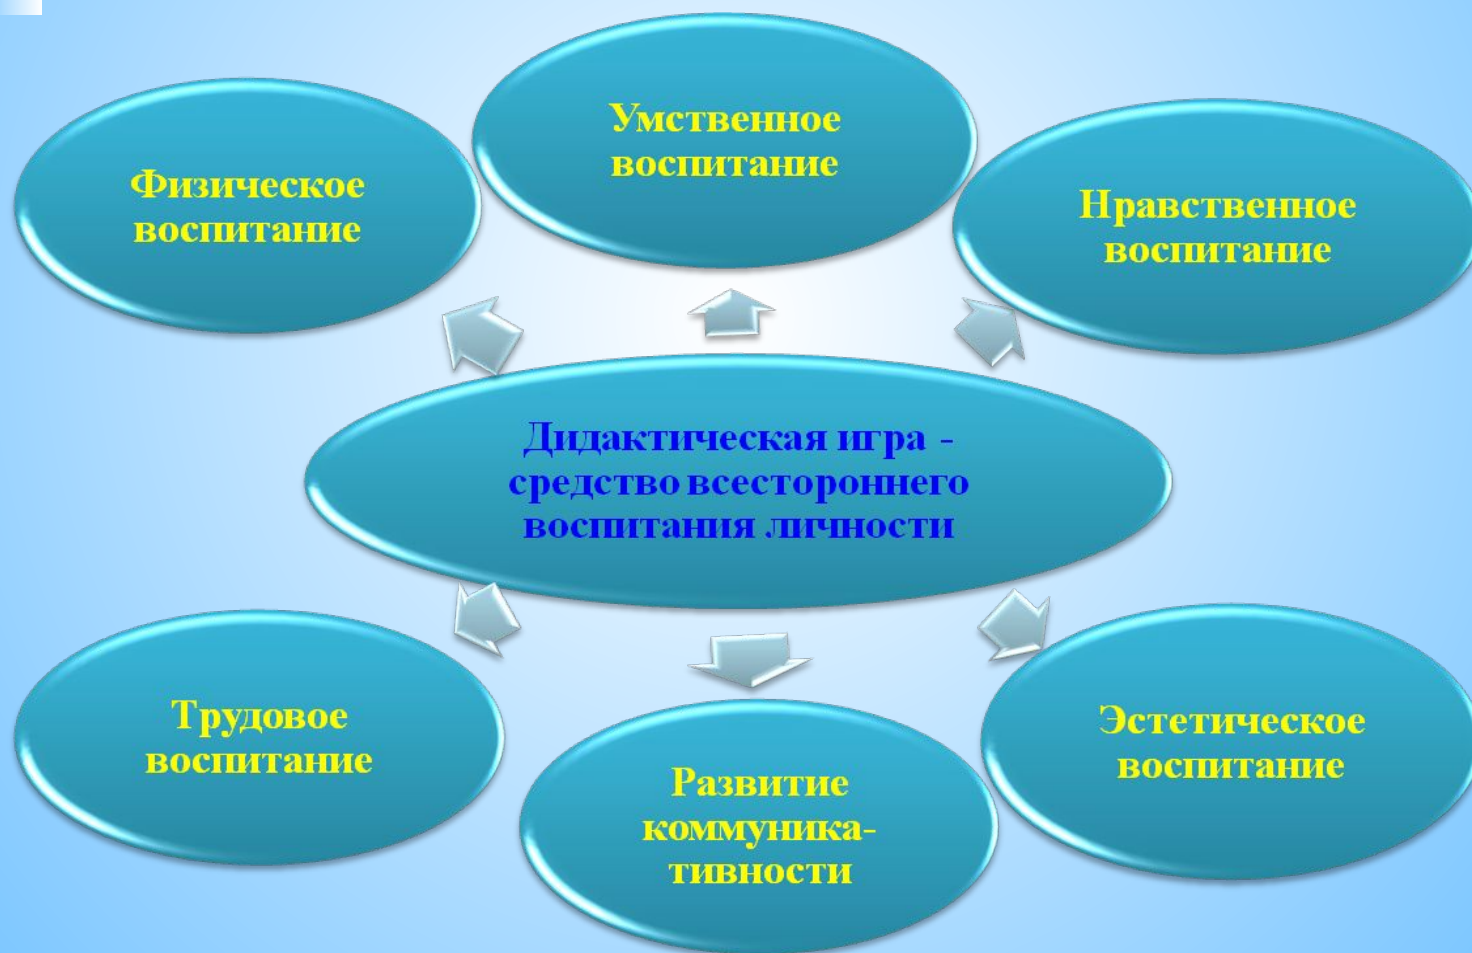 Умственное
воспитание
Физическое
воспитание
Нравственное
воспитание
Дидактическая игра -
средство всестороннего
воспитания личности
Трудовое
воспитание
Эстетическое
воспитание
Развитие
коммуника-
тивности